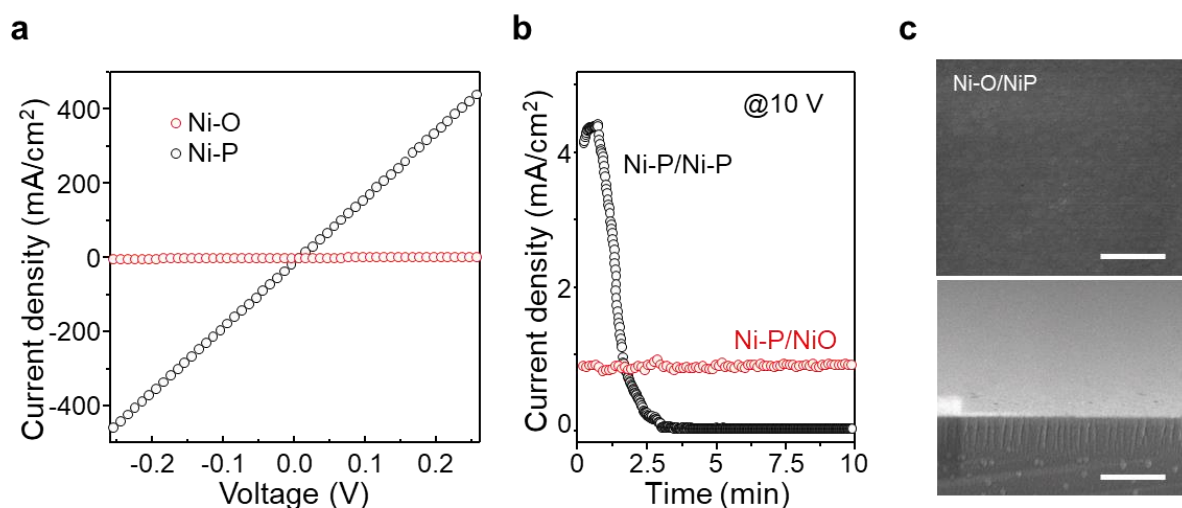 a
Current density (mA/cm²)
400
200
0
-200
-400
Ni-O
Ni-P
-0.2
-0.1
0.0
0.1
0.2
Voltage (V)
b
Current density (mA/cm²)
4
2
0
@10 V
Ni-P/Ni-P
Ni-P/NiO
0
2.5
5
7.5
10
Time (min)
c
Ni-O/NiP